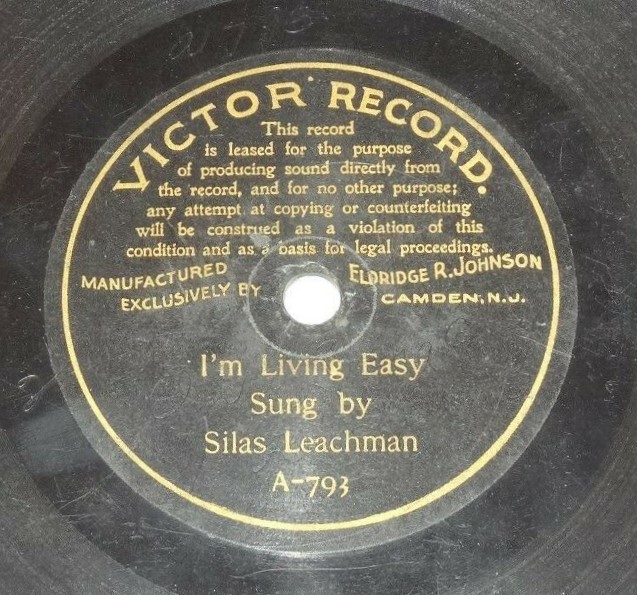 VICTOR RECORD.
This record
is leased for the purpose
of producing sound directly from
the record, and for no other purpose;
any attempt at copying or counterfeiting
will be construed as a violation of this
condition and as a basis for legal proceedings.
MANUFACTURED
EXCLUSIVELY BY
ELDRIDGE R. JOHNSON
CAMDEN, N.J.
I'm Living Easy
Sung by
Silas Leachman
A-793